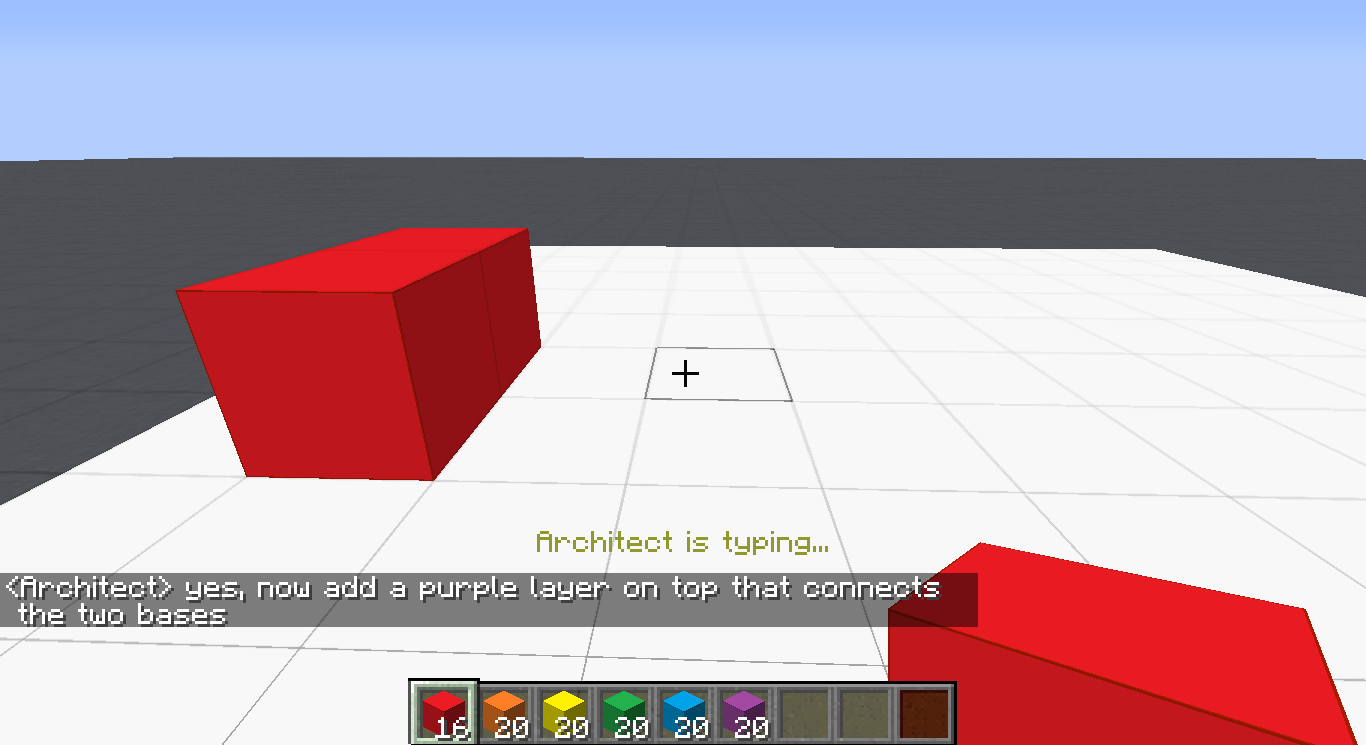 Architect is typing...
<Architect> yes, now add a purple layer on top that connects
the two bases
16 20 20 20 20 20